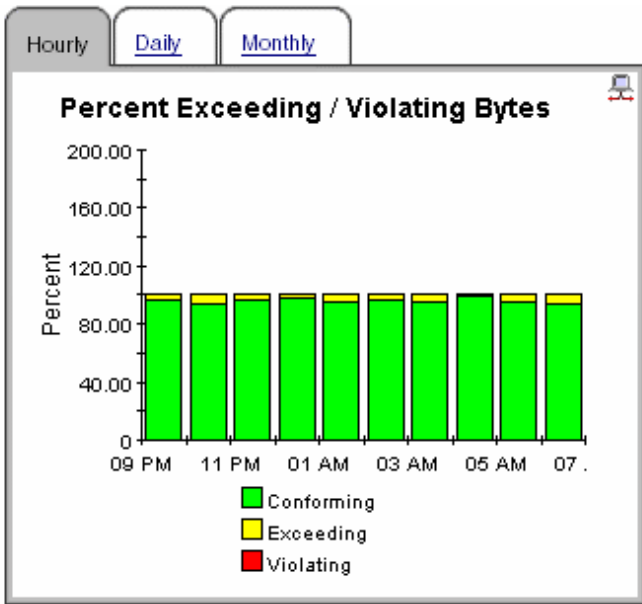 Hourly Daily Monthly
Percent Exceeding / Violating Bytes
200.00
160.00
120.00
80.00
40.00
0
Percent
09 PM 11 PM 01 AM 03 AM 05 AM 07 .
Conforming
Exceeding
Violating